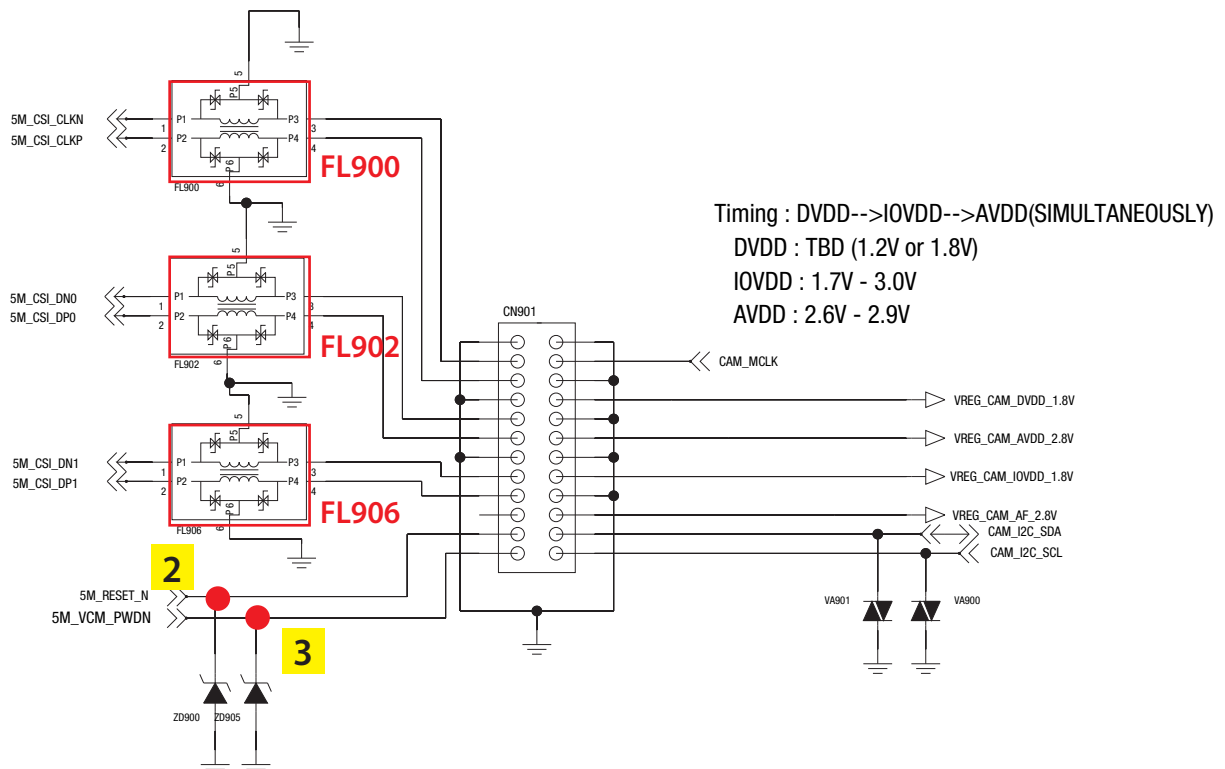 5
5M_CSI_CLKN
5M_CSI_CLKP
P1
P2
P5
P3
P4
P6
1
2
3
4
6
FL900
FL900
Timing : DVDD-->IOVDD-->AVDD(SIMULTANEOUSLY)
DVDD : TBD (1.2V or 1.8V)
IOVDD : 1.7V - 3.0V
AVDD : 2.6V - 2.9V
5
5M_CSI_DN0
5M_CSI_DP0
P1
P2
P5
P3
P4
P6
1
2
3
4
6
FL902
FL902
CN901
CAM_MCLK
VREG_CAM_DVDD_1.8V
VREG_CAM_AVDD_2.8V
VREG_CAM_IOVDD_1.8V
VREG_CAM_AF_2.8V
CAM_I2C_SDA
CAM_I2C_SCL
5
5M_CSI_DN1
5M_CSI_DP1
P1
P2
P5
P3
P4
P6
1
2
3
4
6
FL906
FL906
2
5M_RESET_N
5M_VCM_PWDN
3
ZD900
ZD905
VA901
VA900